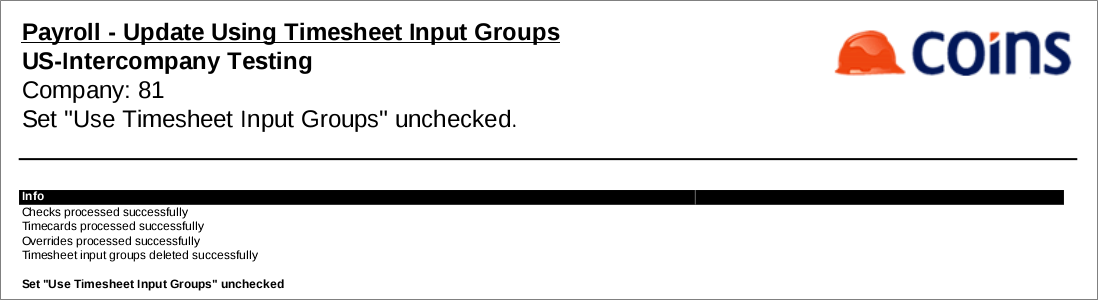 Payroll - Update Using Timesheet Input Groups
US-Intercompany Testing
Company: 81
Set "Use Timesheet Input Groups" unchecked.
coins
Info
Checks processed successfully
Timecards processed successfully
Overrides processed successfully
Timesheet input groups deleted successfully
Set "Use Timesheet Input Groups" unchecked